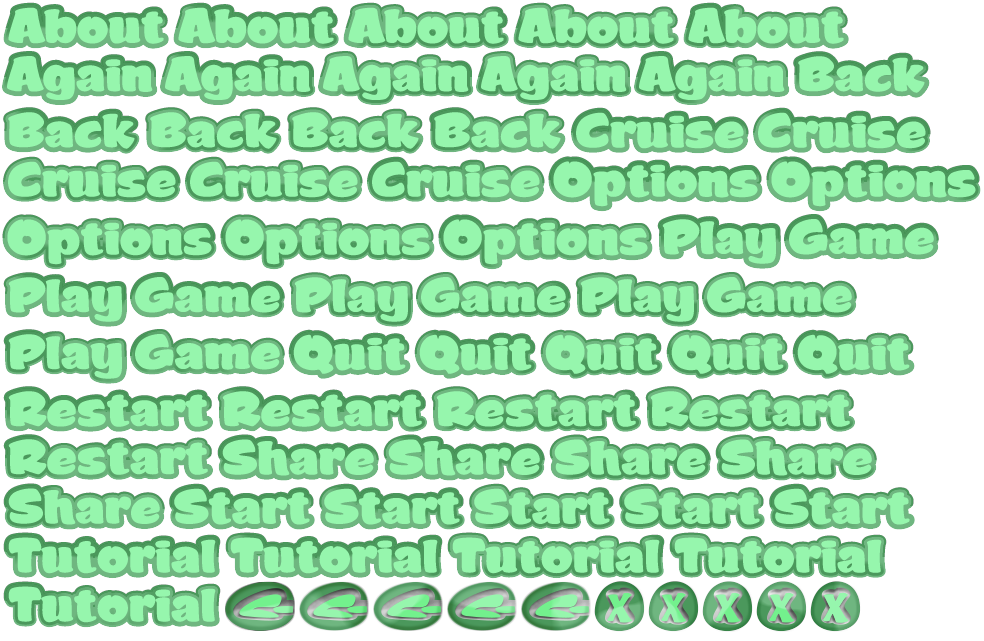 About About About About About
Again Again Again Again Again Back
Back Back Back Back Cruise Cruise
Cruise Cruise Cruise Options Options
Options Options Options Play Game
Play Game Play Game Play Game
Play Game Quit Quit Quit Quit Quit
Restart Restart Restart Restart
Restart Share Share Share Share
Share Start Start Start Start Start
Tutorial Tutorial Tutorial Tutorial
Tutorial X X X X X